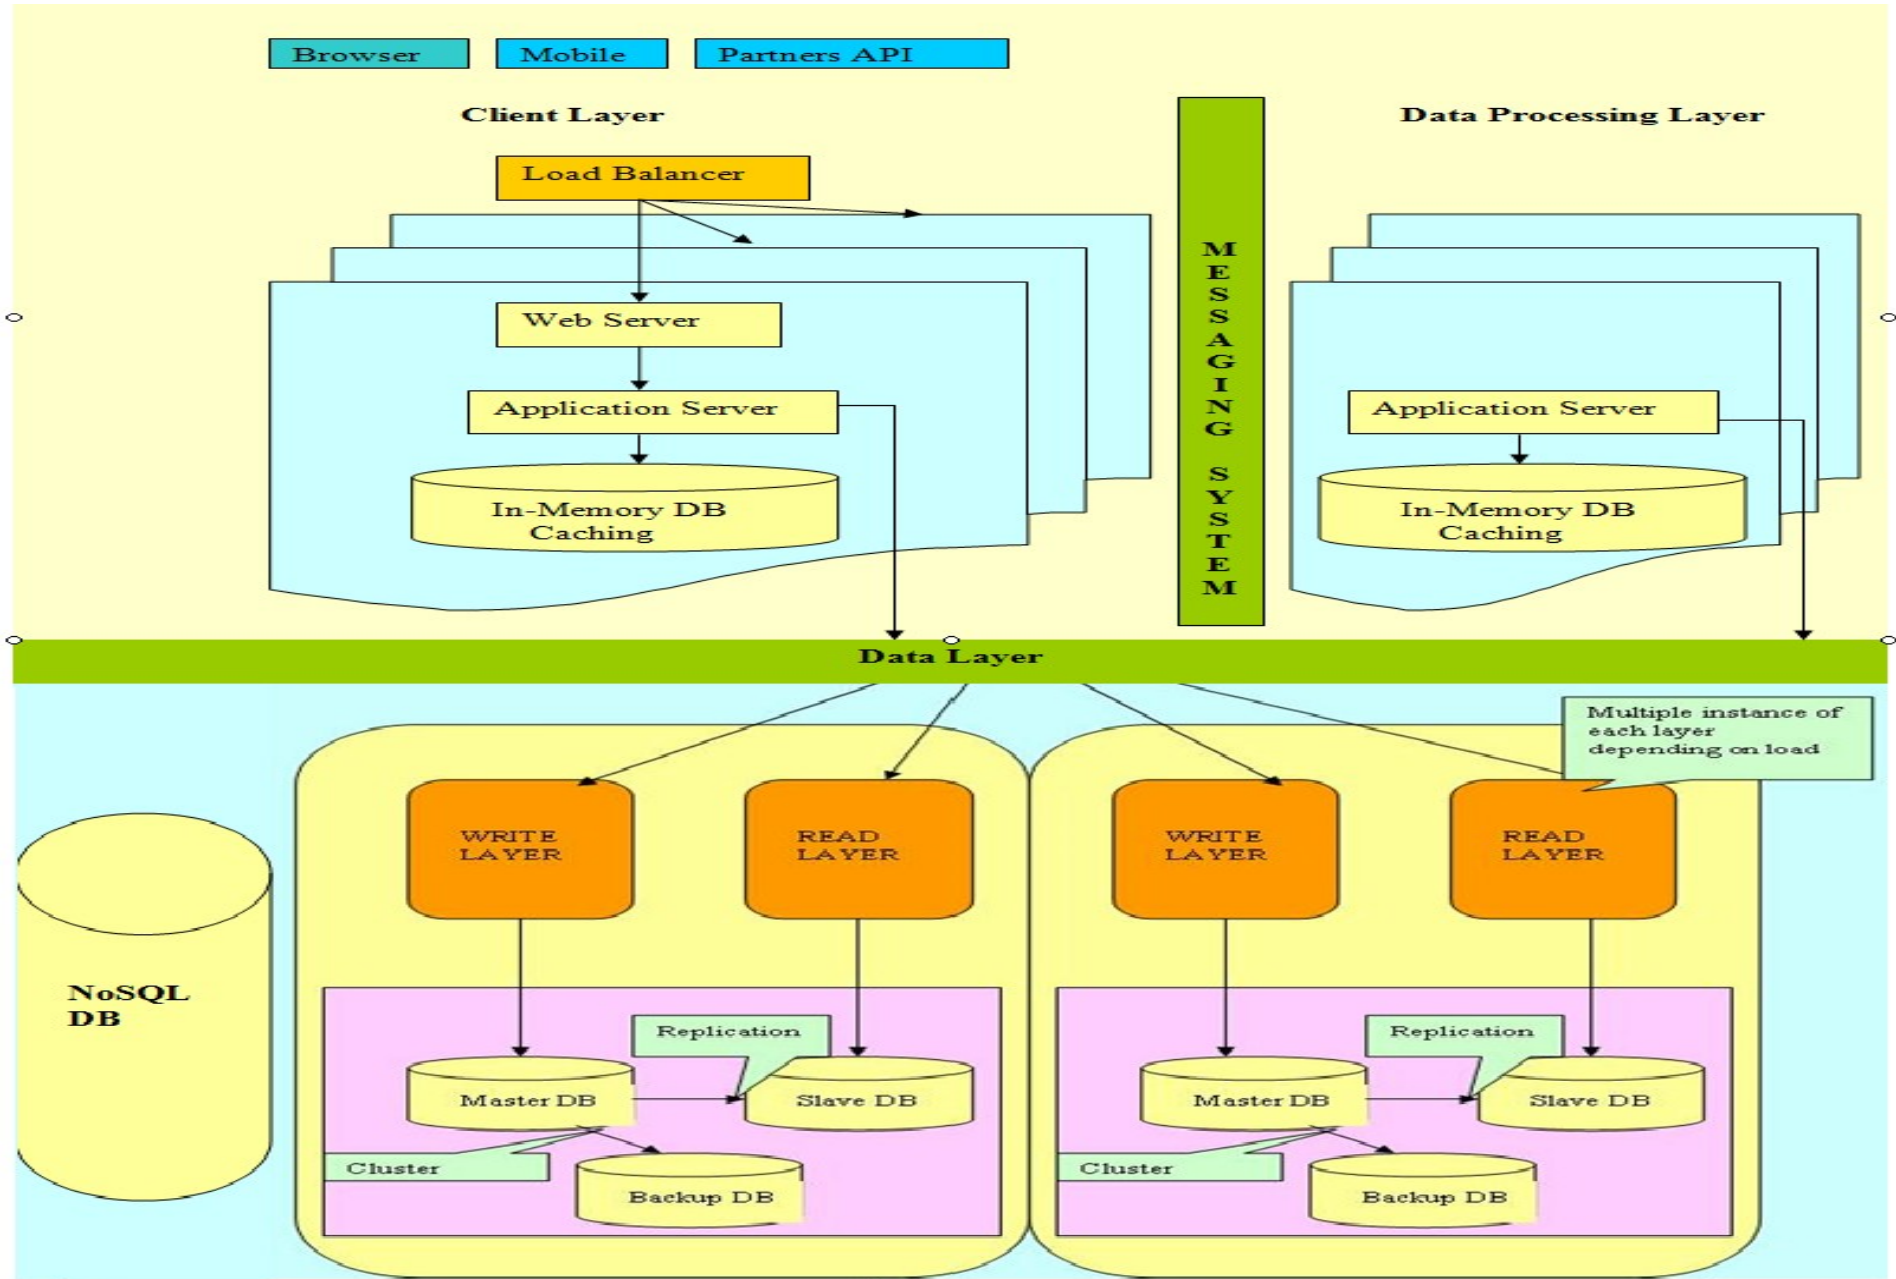 Browser
Mobile
Partners API
Client Layer
Data Processing Layer
Load Balancer
Web Server
Application Server
In-Memory DB
Caching
MESSAGING SYSTEM
Application Server
In-Memory DB
Caching
Data Layer
Multiple instance of
each layer
depending on load
WRITE
LAYER
READ
LAYER
WRITE
LAYER
READ
LAYER
NoSQL
DB
Replication
Master DB
Slave DB
Cluster
Backup DB
Replication
Master DB
Slave DB
Cluster
Backup DB